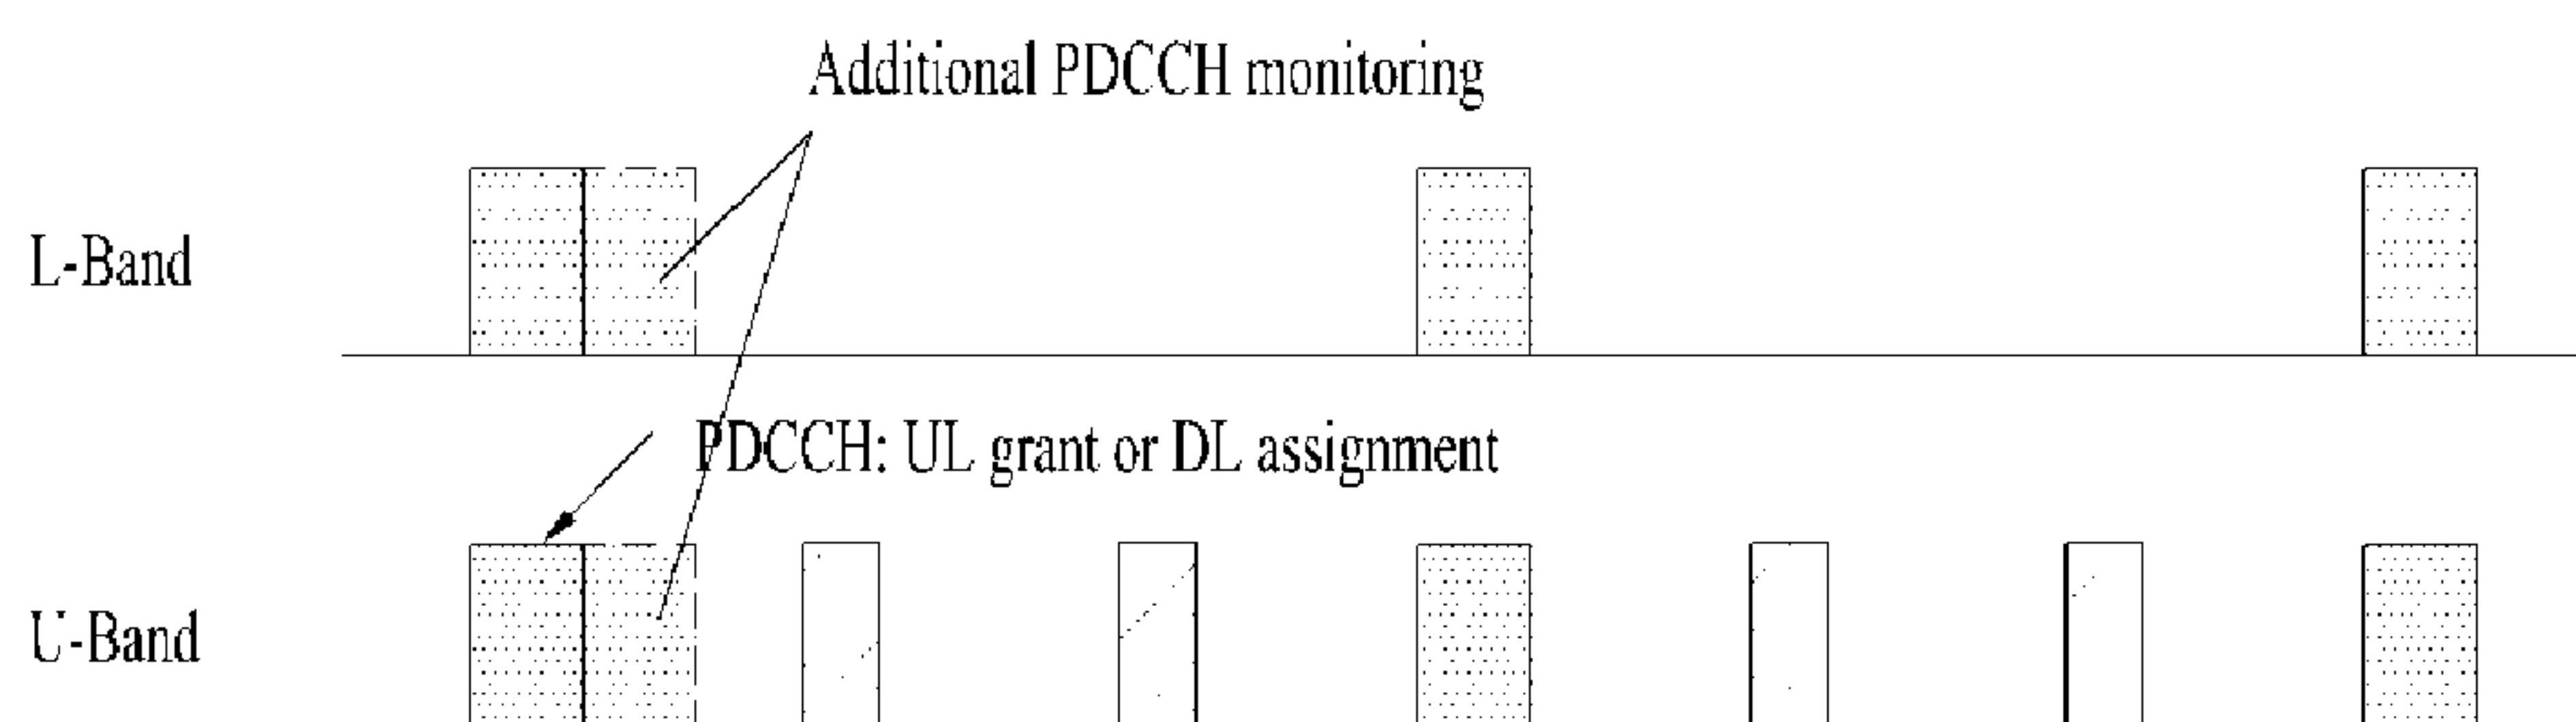 Additional PDCCH monitoring
L-Band
PDCCH: UL grant or DL assignment
U-Band